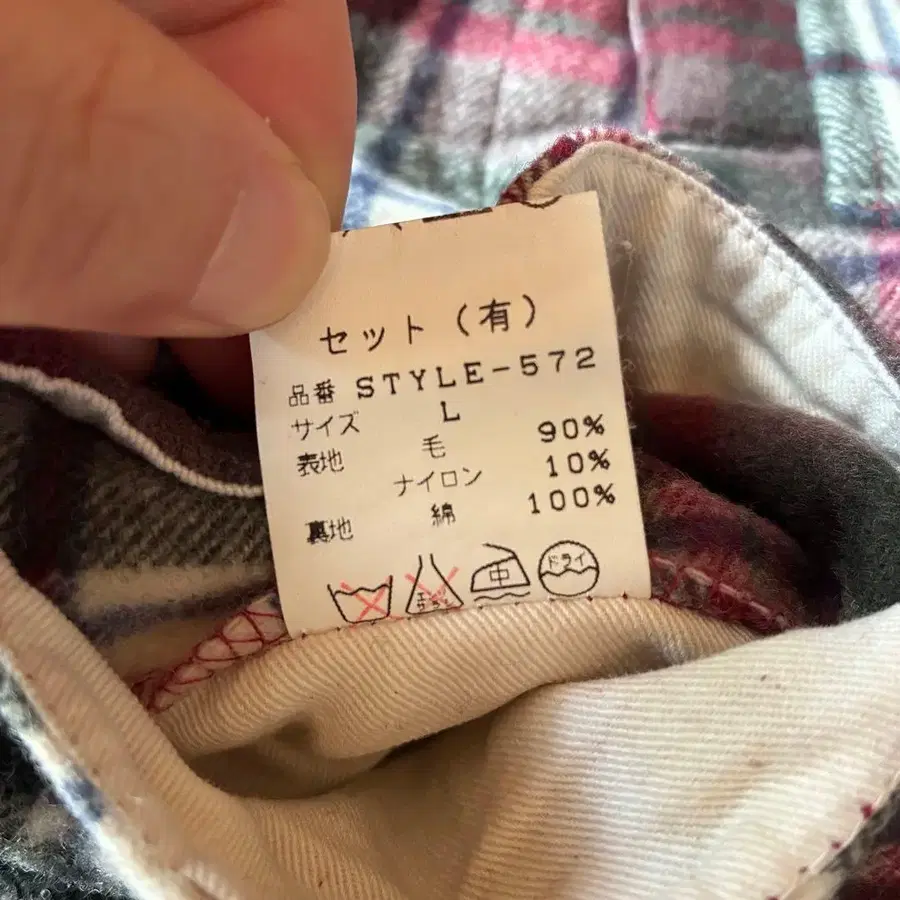 セット（有）
品番 STYLE-572
サイズ L
表地 毛 90%
ナイロン 10%
裏地 綿 100%
中 ドライ